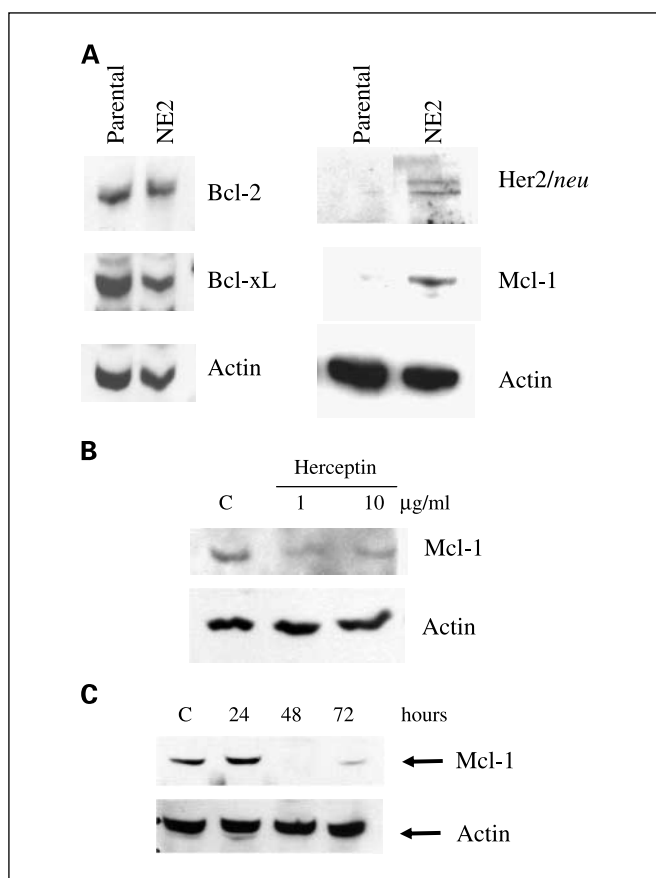 A
Parental NE2
Bcl-2
Bcl-xL
Actin
Parental NE2
Her2/neu
Mcl-1
Actin
B
Herceptin
C 1 10 µg/ml
Mcl-1
Actin
C
C 24 48 72 hours
Mcl-1
Actin